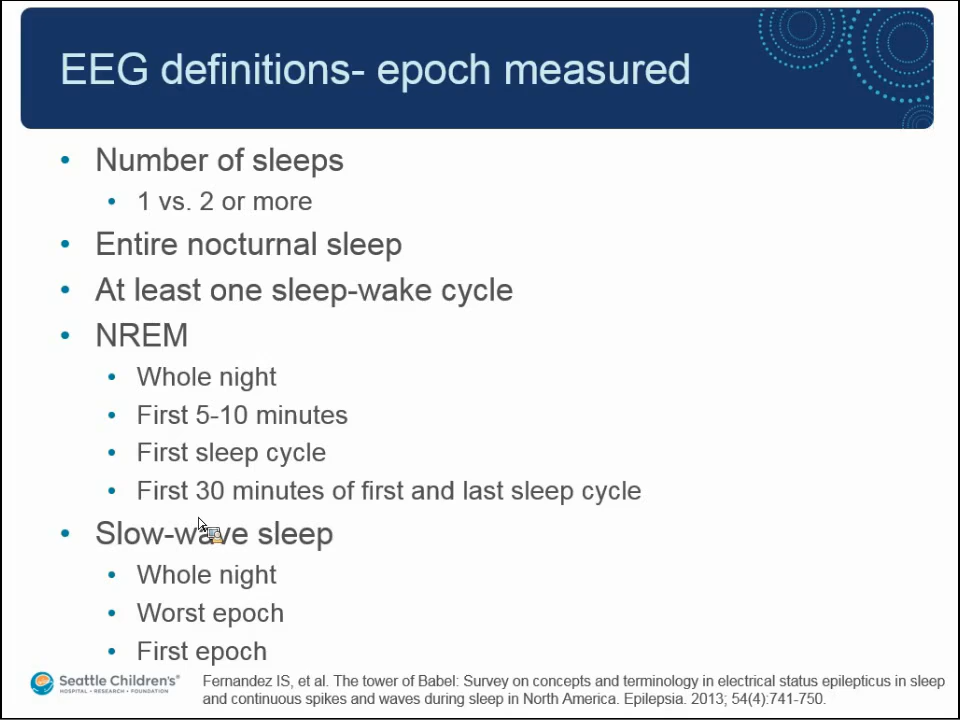 EEG definitions- epoch measured
• Number of sleeps
• 1 vs. 2 or more
• Entire nocturnal sleep
• At least one sleep-wake cycle
• NREM
• Whole night
• First 5-10 minutes
• First sleep cycle
• First 30 minutes of first and last sleep cycle
• Slow-wave sleep
• Whole night
• Worst epoch
• First epoch
Seattle Children's®
HOSPITAL • RESEARCH • FOUNDATION
Fernandez IS, et al. The tower of Babel: Survey on concepts and terminology in electrical status epilepticus in sleep
and continuous spikes and waves during sleep in North America. Epilepsia. 2013; 54(4):741-750.